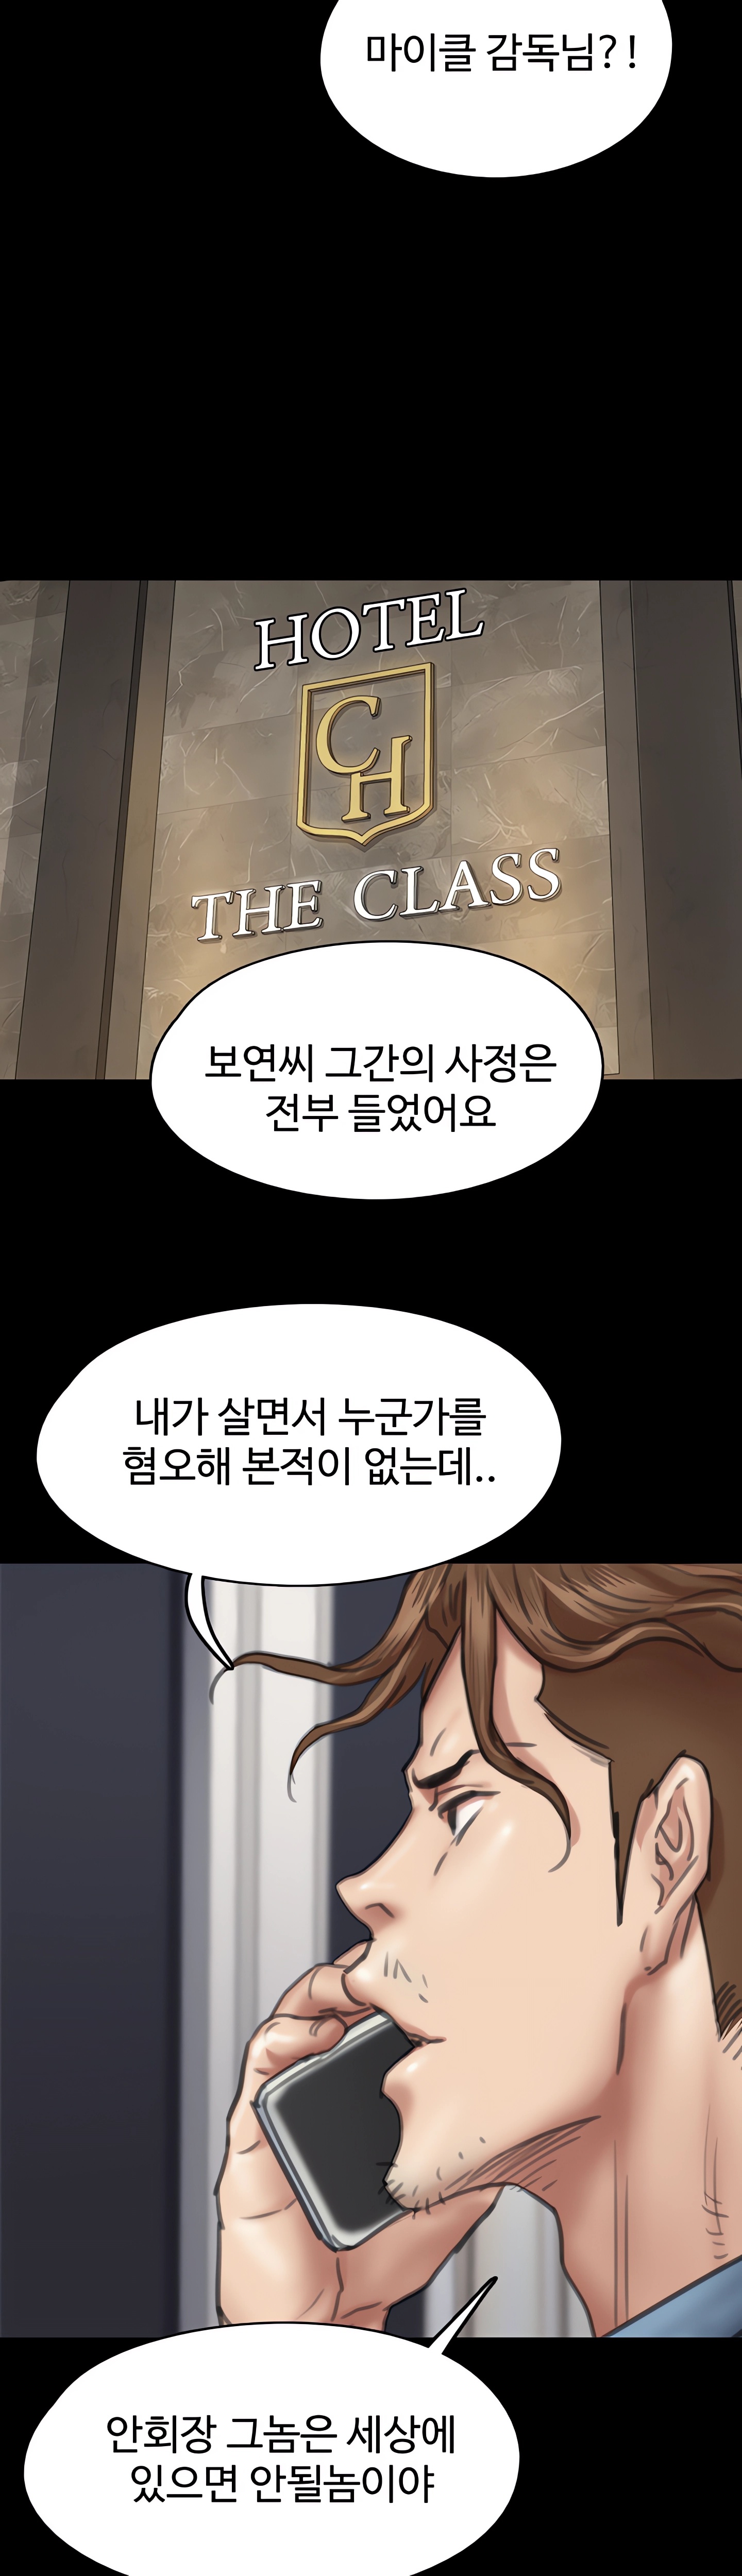 마이클 감독님?!
HOTEL
CH
THE CLASS
보연씨 그간의 사정은
전부 들었어요
내가 살면서 누군가를
혐오해 본적이 없는데..
안회장 그놈은 세상에
있으면 안될놈이야